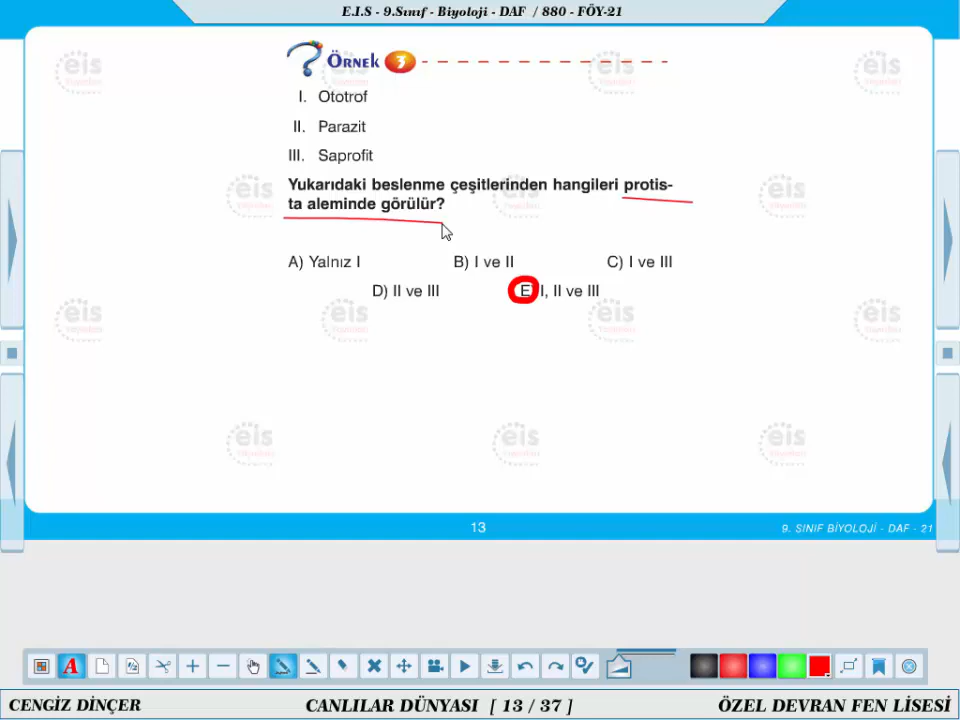 E.I.S - 9.Sınıf - Biyoloji - DAF / 880 - FÖY-21
ÖRNEK 3
I. Ototrof
II. Parazit
III. Saprofit
Yukarıdaki beslenme çeşitlerinden hangileri protis-
ta aleminde görülür?
A) Yalnız I B) I ve II C) I ve III
D) II ve III E) I, II ve III
13
9. SINIF BİYOLOJİ - DAF - 21
CENGİZ DİNÇER CANLILAR DÜNYASI [ 13 / 37 ] ÖZEL DEVRAN FEN LİSESİ
eis